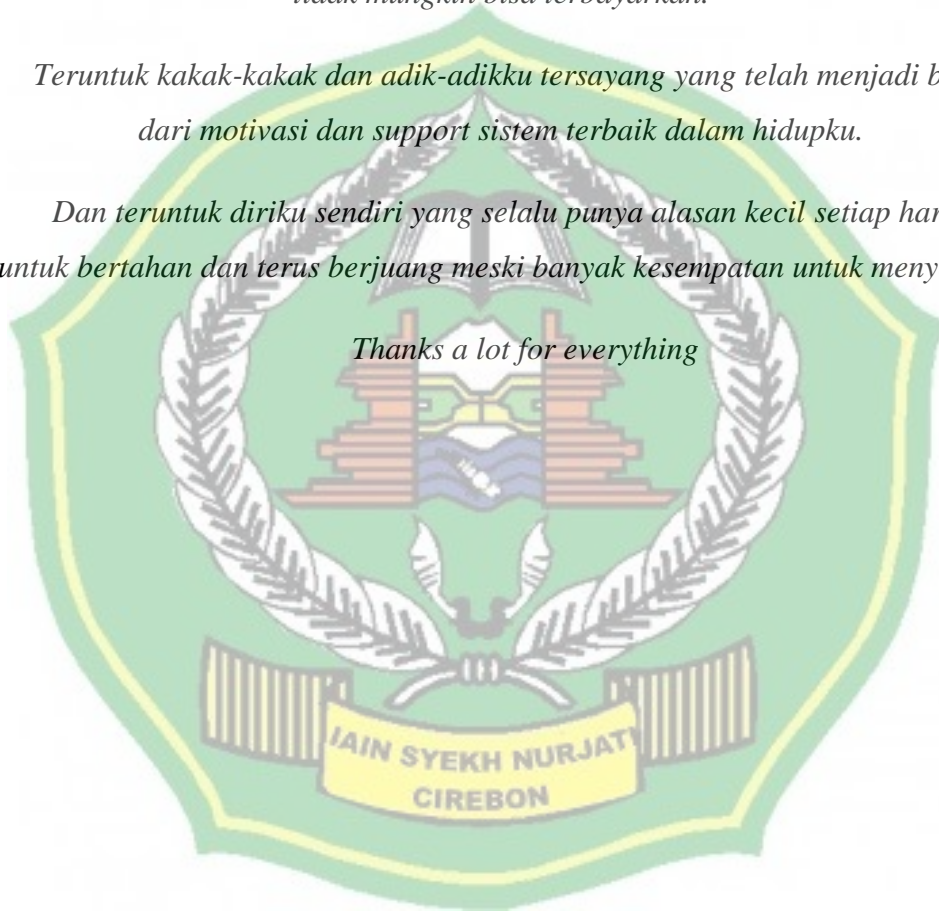 tidak mungkin bisa terbayarkan.
Teruntuk kakak-kakak dan adik-adikku tersayang yang telah menjadi
dari motivasi dan support sistem terbaik dalam hidupku.
Dan teruntuk diriku sendiri yang selalu punya alasan kecil setiap
untuk bertahan dan terus berjuang meski banyak kesempatan untuk
Thanks a lot for everything
IAIN SYEKH NURJATI
CIREBON